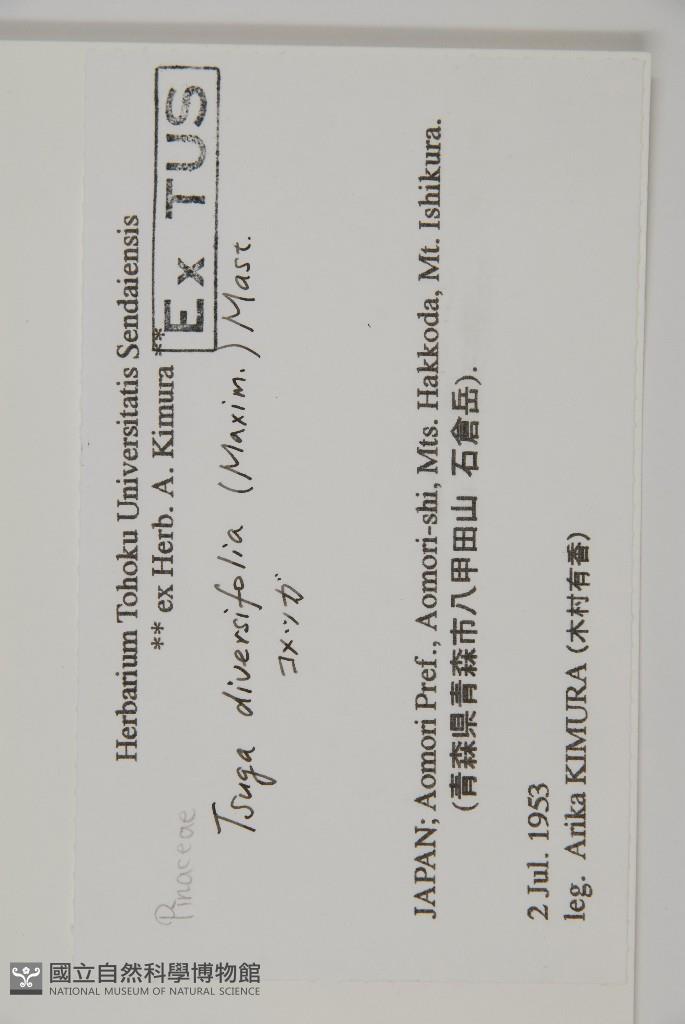 Herbarium Tohoku Universitatis Sendaiensis
** ex Herb. A. Kimura **
Ex TUS
Pinaceae
Tsuga diversifolia (Maxim.) Mast.
コメツガ
JAPAN; Aomori Pref., Aomori-shi, Mts. Hakkoda, Mt. Ishikura.
(青森県青森市八甲田山 石倉岳).
2 Jul. 1953
leg. Arika KIMURA (木村有香)
國立自然科學博物館
NATIONAL MUSEUM OF NATURAL SCIENCE